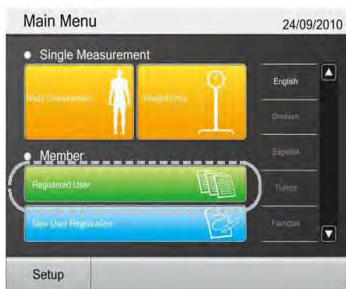 Main Menu
24/09/2010
Single Measurement
Body Composition
Weight Only
English
Deutsch
Español
Türkçe
Français
Member
Registered User
New User Registration
Setup